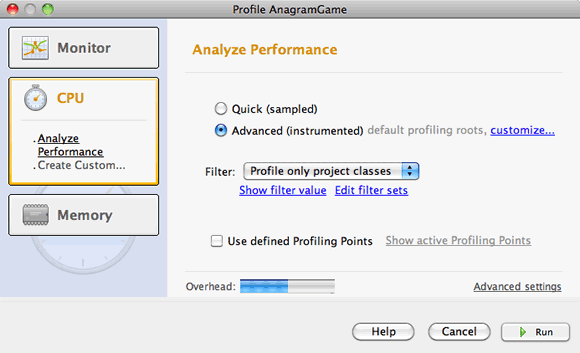 Profile AnagramGame
Monitor
CPU
. Analyze
Performance
. Create Custom...
Memory
Analyze Performance
Quick (sampled)
Advanced (instrumented) default profiling roots, customize...
Filter: Profile only project classes
Show filter value Edit filter sets
Use defined Profiling Points Show active Profiling Points
Overhead: Advanced settings
Help Cancel Run